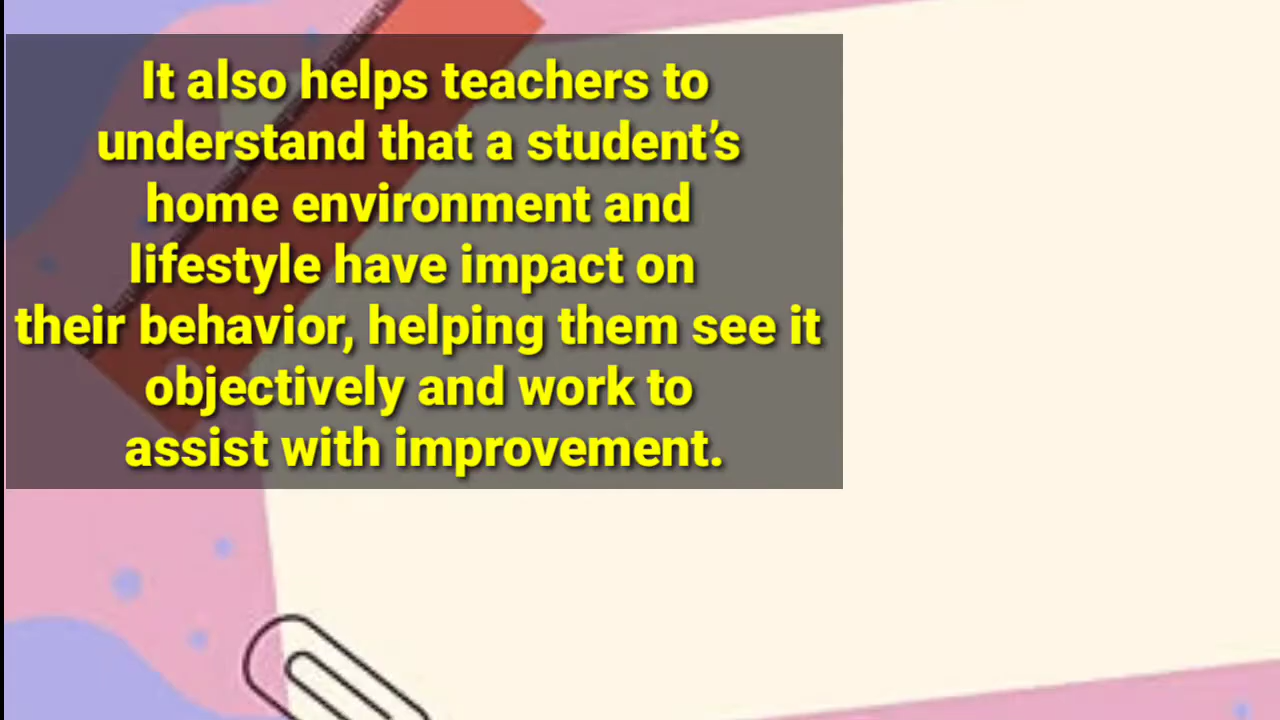 It also helps teachers to
understand that a student’s
home environment and
lifestyle have impact on
their behavior, helping them see it
objectively and work to
assist with improvement.